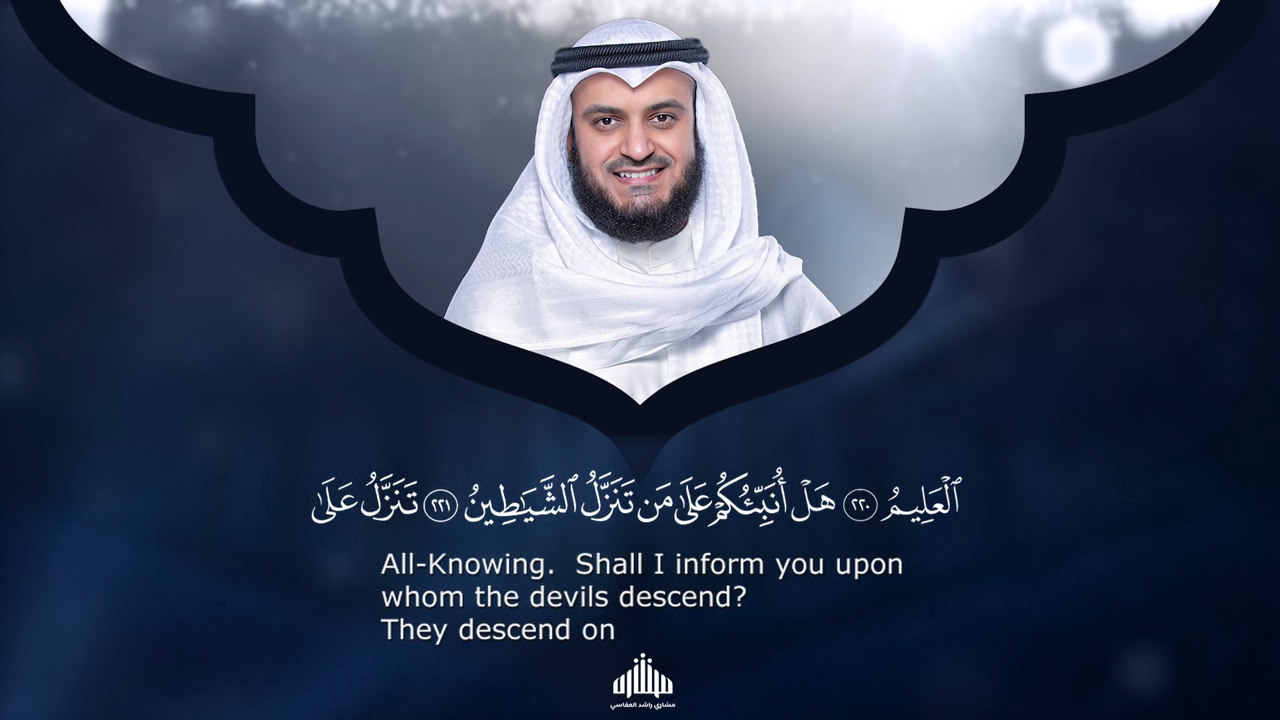 ٱلْعَلِيمُ ٢٢٠ هَلْ أُنَبِّئُكُمْ عَلَىٰ مَن تَنَزَّلُ ٱلشَّيَـٰطِينُ ٢٢١ تَنَزَّلُ عَلَىٰ
All-Knowing.  Shall I inform you upon
whom the devils descend?
They descend on
مشاري راشد العفاسي